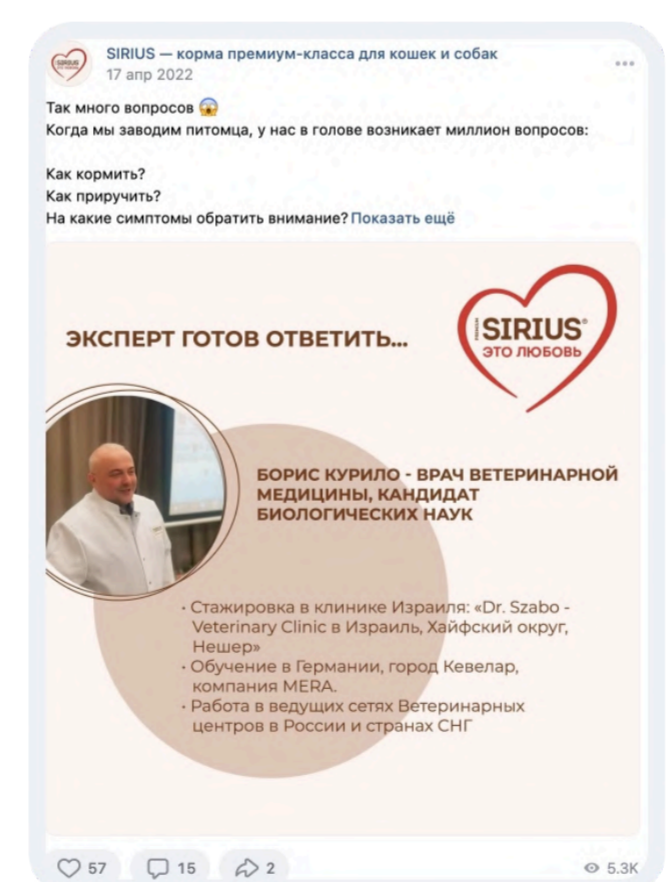 SIRIUS — корма премиум-класса для кошек и собак
17 апр 2022
Так много вопросов 😱
Когда мы заводим питомца, у нас в голове возникает миллион вопросов:
Как кормить?
Как приручить?
На какие симптомы обратить внимание? Показать ещё
SIRIUS®
ЭТО ЛЮБОВЬ
ЭКСПЕРТ ГОТОВ ОТВЕТИТЬ...
БОРИС КУРИЛО - ВРАЧ ВЕТЕРИНАРНОЙ
МЕДИЦИНЫ, КАНДИДАТ
БИОЛОГИЧЕСКИХ НАУК
• Стажировка в клинике Израиля: «Dr. Szabo -
Veterinary Clinic в Израиль, Хайфский округ,
Нешер»
• Обучение в Германии, город Кевелар,
компания MERA.
• Работа в ведущих сетях Ветеринарных
центров в России и странах СНГ
57
15
2
5.3K